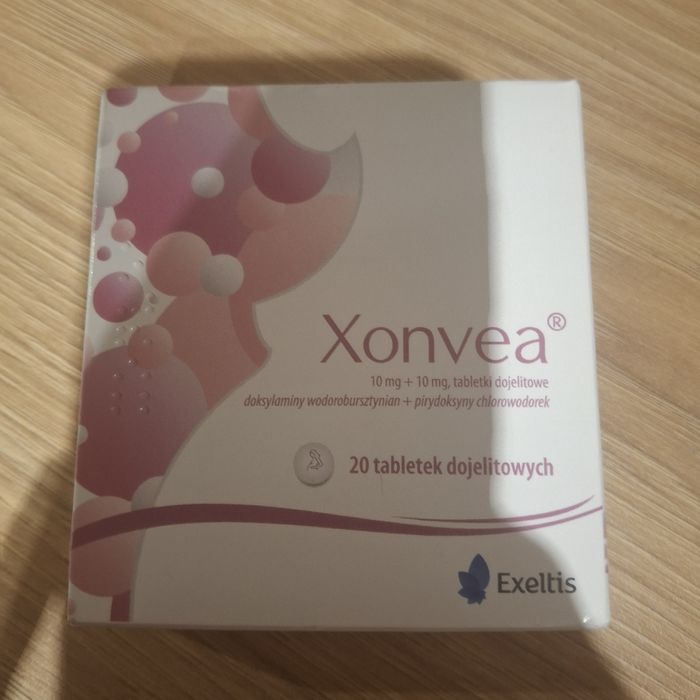 Xonvea®
10 mg + 10 mg, tabletki dojelitowe
doksylaminy wodorobursztynian + pirydoksyny chlorowodorek
20 tabletek dojelitowych
Exeltis